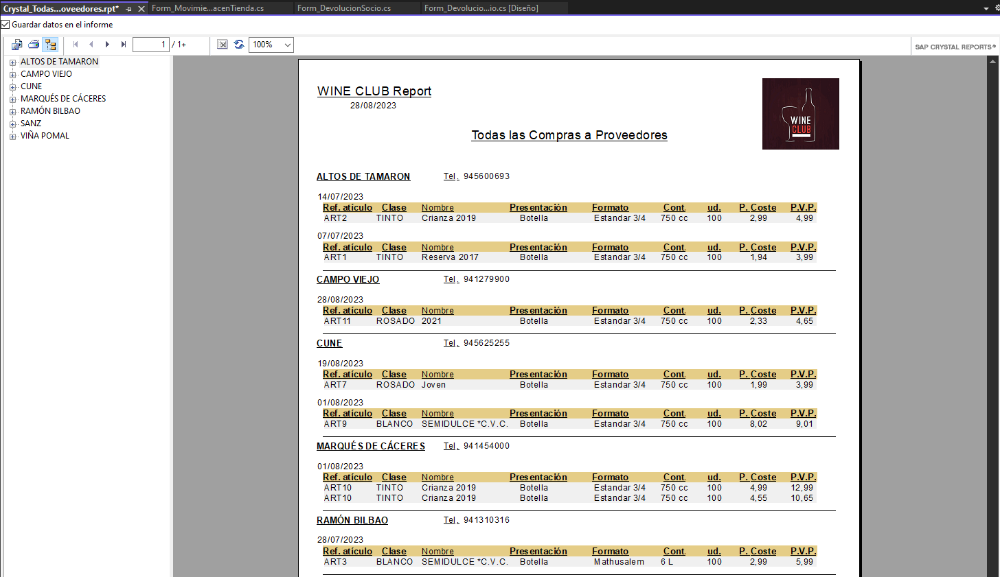 Crystal_Todas...oveedores.rpt* Form_Movimie...acenTienda.cs Form_DevolucionSocio.cs Form_Devolucio...io.cs [Diseño]
Guardar datos en el informe
1 / 1+ 100% SAP CRYSTAL REPORTS®
ALTOS DE TAMARON
CAMPO VIEJO
CUNE
MARQUÉS DE CÁCERES
RAMÓN BILBAO
SANZ
VIÑA POMAL
WINE CLUB Report
28/08/2023
WINE
CLUB
Todas las Compras a Proveedores
ALTOS DE TAMARON Tel. 945600693
14/07/2023
Ref. atículo Clase Nombre Presentación Formato Cont. ud. P. Coste P.V.P.
ART2 TINTO Crianza 2019 Botella Estandar 3/4 750 cc 100 2,99 4,99
07/07/2023
Ref. atículo Clase Nombre Presentación Formato Cont. ud. P. Coste P.V.P.
ART1 TINTO Reserva 2017 Botella Estandar 3/4 750 cc 100 1,94 3,99
CAMPO VIEJO Tel. 941279900
28/08/2023
Ref. atículo Clase Nombre Presentación Formato Cont. ud. P. Coste P.V.P.
ART11 ROSADO 2021 Botella Estandar 3/4 750 cc 100 2,33 4,65
CUNE Tel. 945625255
19/08/2023
Ref. atículo Clase Nombre Presentación Formato Cont. ud. P. Coste P.V.P.
ART7 ROSADO Joven Botella Estandar 3/4 750 cc 100 1,99 3,99
01/08/2023
Ref. atículo Clase Nombre Presentación Formato Cont. ud. P. Coste P.V.P.
ART9 BLANCO SEMIDULCE *C.V.C. Botella Estandar 3/4 750 cc 100 8,02 9,01
MARQUÉS DE CÁCERES Tel. 941454000
01/08/2023
Ref. atículo Clase Nombre Presentación Formato Cont. ud. P. Coste P.V.P.
ART10 TINTO Crianza 2019 Botella Estandar 3/4 750 cc 100 4,99 12,99
ART10 TINTO Crianza 2019 Botella Estandar 3/4 750 cc 100 4,55 10,65
RAMÓN BILBAO Tel. 941310316
28/07/2023
Ref. atículo Clase Nombre Presentación Formato Cont. ud. P. Coste P.V.P.
ART3 BLANCO SEMIDULCE *C.V.C. Botella Mathusalem 6 L 100 2,99 5,99